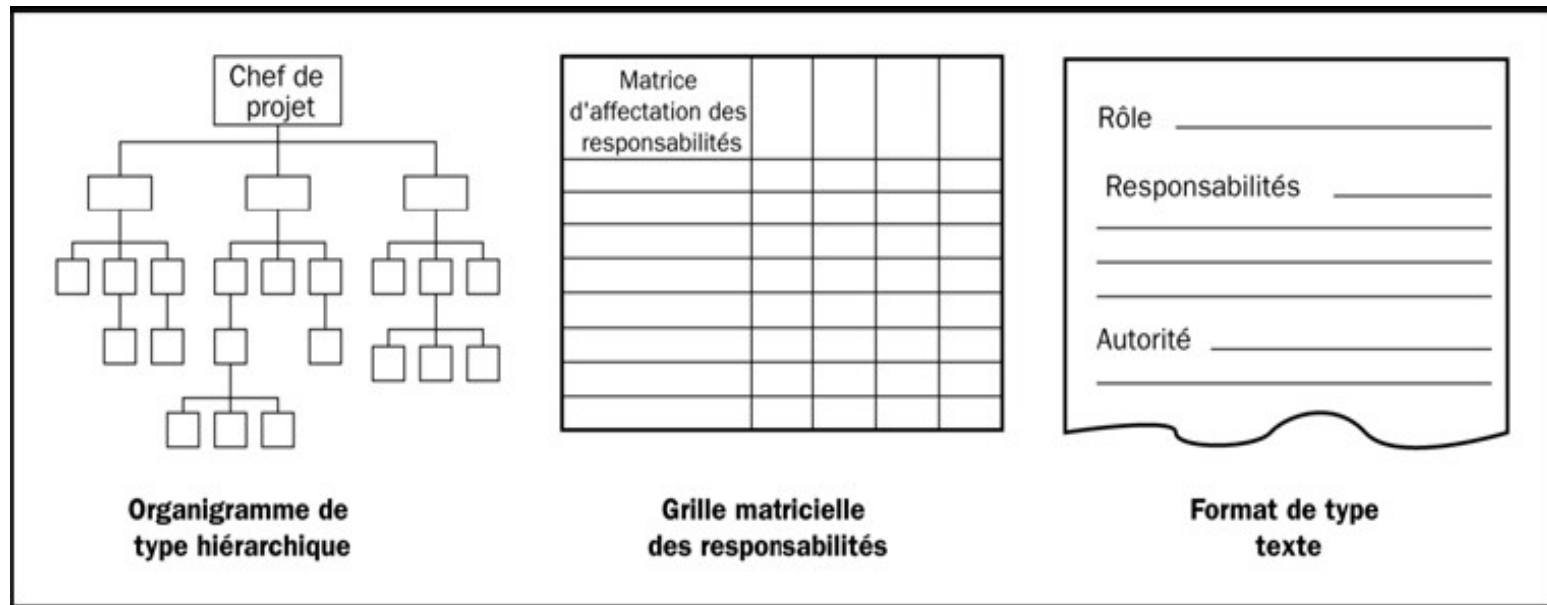 Chef de
projet
Matrice
d'affectation des
responsabilités
Rôle
Responsabilités
Autorité
Organigramme de
type hiérarchique
Grille matricielle
des responsabilités
Format de type
texte